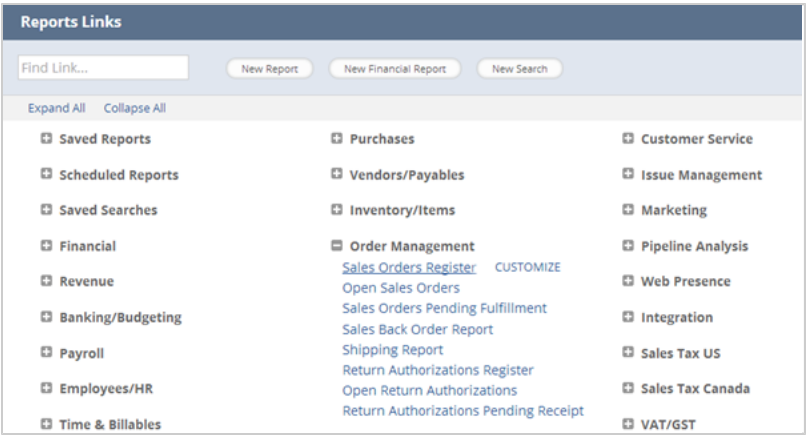 Reports Links
Find Link...
New Report
New Financial Report
New Search
Expand All
Collapse All
Saved Reports
Scheduled Reports
Saved Searches
Financial
Revenue
Banking/Budgeting
Payroll
Employees/HR
Time & Billables
Purchases
Vendors/Payables
Inventory/Items
Order Management
Sales Orders Register CUSTOMIZE
Open Sales Orders
Sales Orders Pending Fulfillment
Sales Back Order Report
Shipping Report
Return Authorizations Register
Open Return Authorizations
Return Authorizations Pending Receipt
Customer Service
Issue Management
Marketing
Pipeline Analysis
Web Presence
Integration
Sales Tax US
Sales Tax Canada
VAT/GST